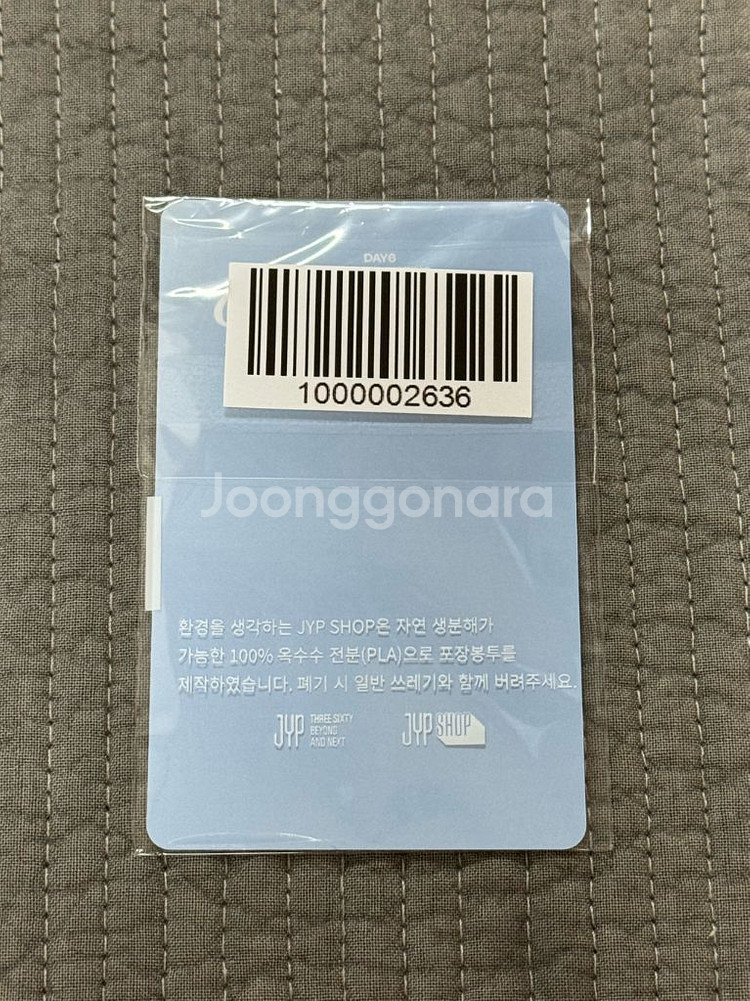 DAY6
1000002636
Joonggonara
환경을 생각하는 JYP SHOP은 자연 생분해가
가능한 100% 옥수수 전분(PLA)으로 포장봉투를
제작하였습니다. 폐기 시 일반 쓰레기와 함께 버려주세요.
JYP THREE SIXTY
BEYOND
AND NEXT
JYP SHOP